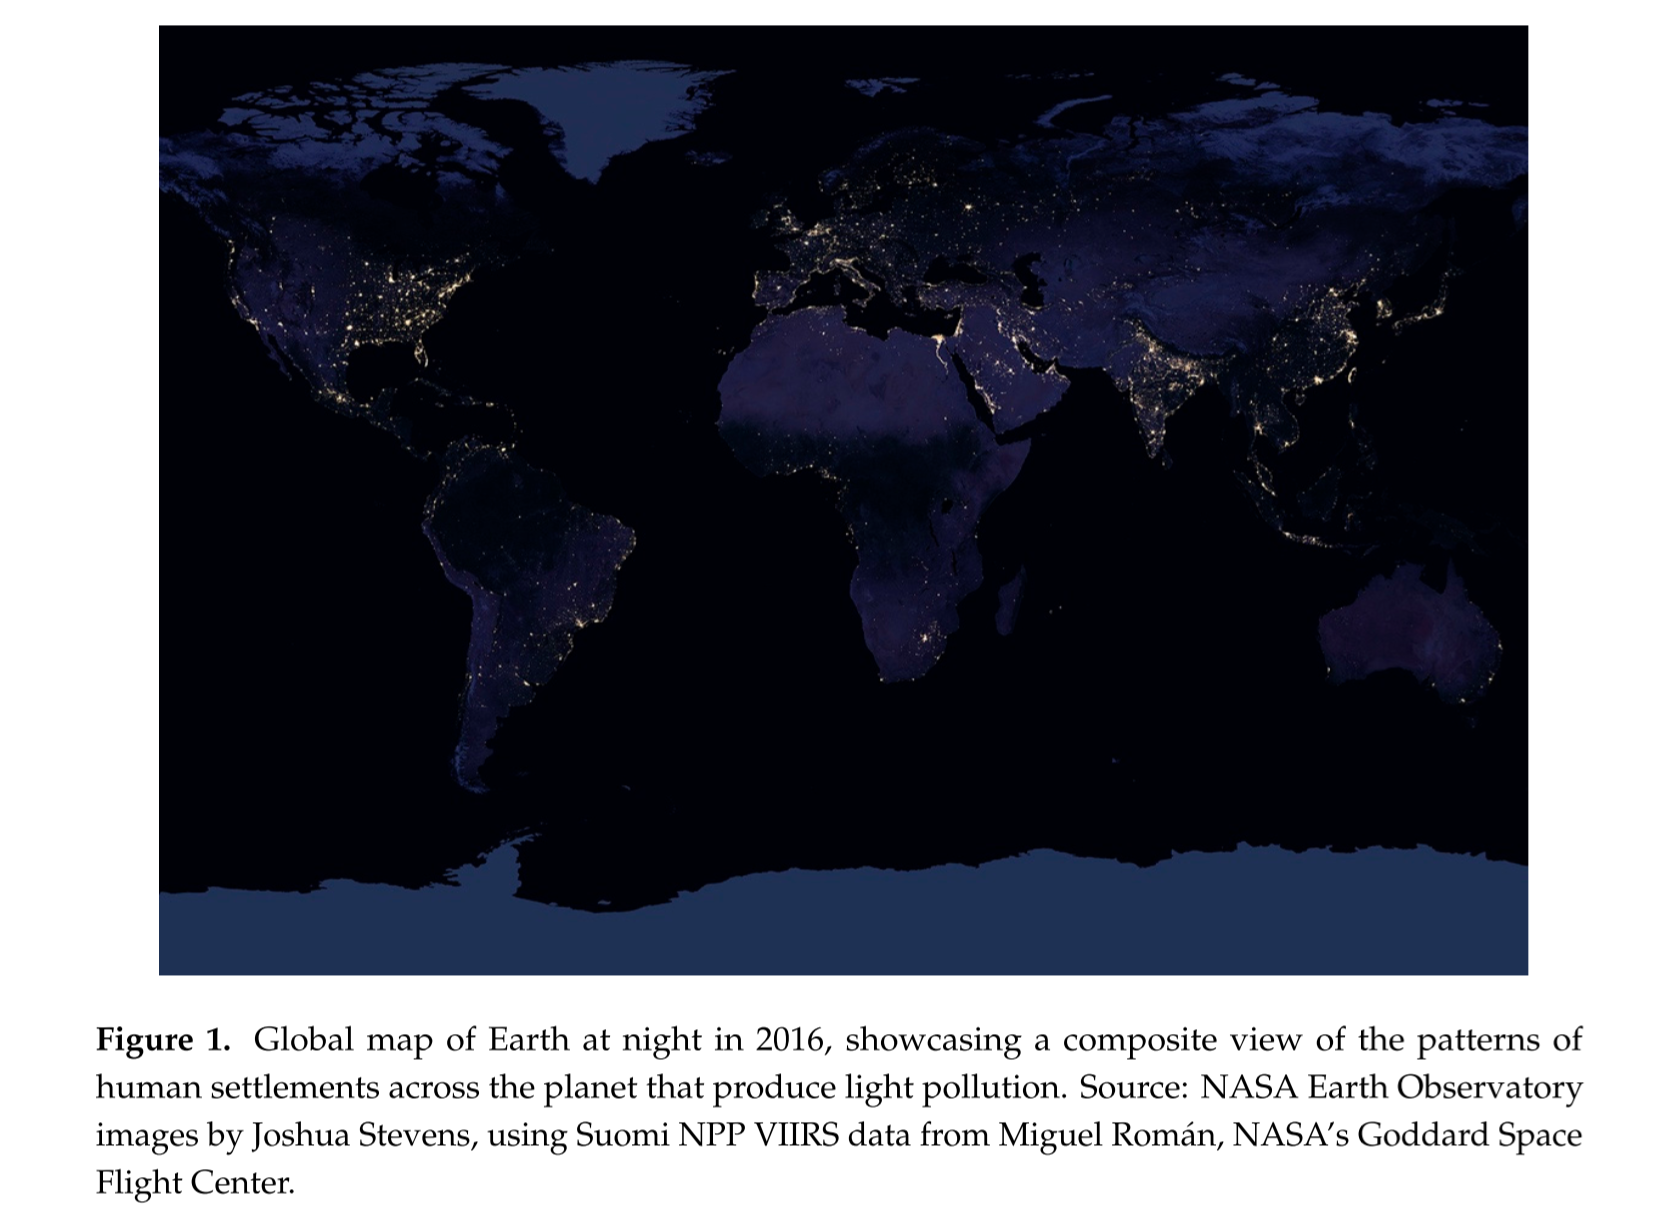 Figure 1. Global map of Earth at night in 2016, showcasing a composite view of the patterns of
human settlements across the planet that produce light pollution. Source: NASA Earth Observatory
images by Joshua Stevens, using Suomi NPP VIIRS data from Miguel Román, NASA’s Goddard Space
Flight Center.